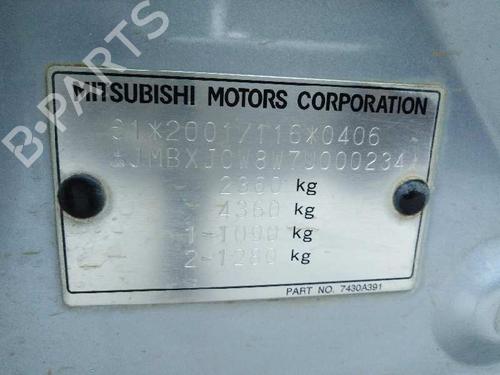 B-PARTS
MITSUBISHI MOTORS CORPORATION
e1*2001/116*0406
*JMBXJCW8W7U000234*
2360 kg
4360 kg
1-1090 kg
2-1280 kg
PART NO. 7430A391